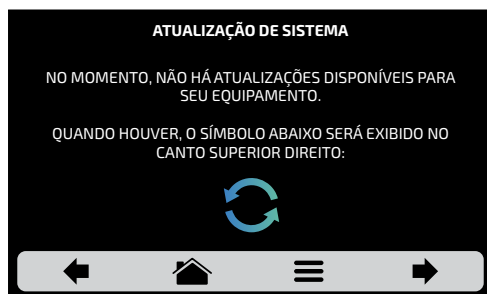 ATUALIZAÇÃO DE SISTEMA
NO MOMENTO, NÃO HÁ ATUALIZAÇÕES DISPONÍVEIS PARA
SEU EQUIPAMENTO.
QUANDO HOUVER, O SÍMBOLO ABAIXO SERÁ EXIBIDO NO
CANTO SUPERIOR DIREITO: